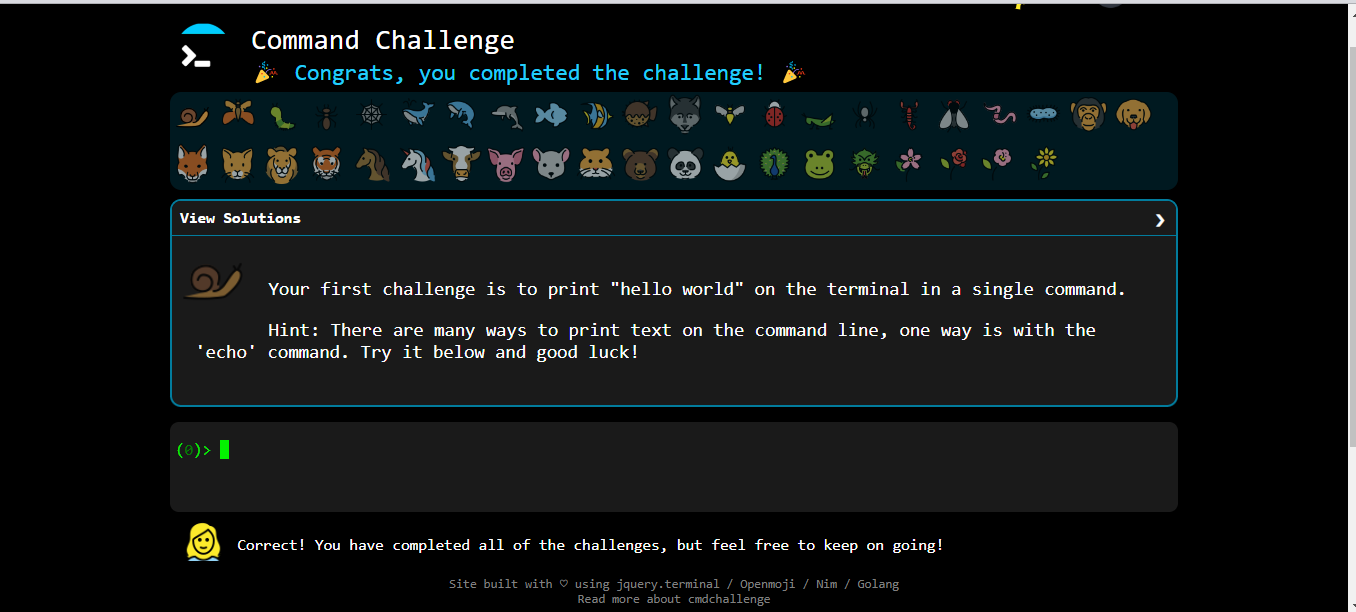 Command Challenge
Congrats, you completed the challenge!
View Solutions
Your first challenge is to print "hello world" on the terminal in a single command.
Hint: There are many ways to print text on the command line, one way is with the
'echo' command. Try it below and good luck!
(0)>
Correct! You have completed all of the challenges, but feel free to keep on going!
Site built with ♡ using jquery.terminal / Openmoji / Nim / Golang
Read more about cmdchallenge